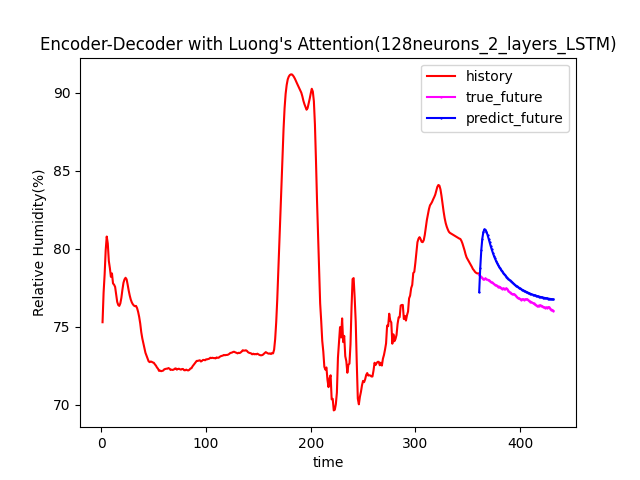 Encoder-Decoder with Luong's Attention(128neurons_2_layers_LSTM)
history
true_future
predict_future
Relative Humidity(%)
90
85
80
75
70
0 100 200 300 400
time